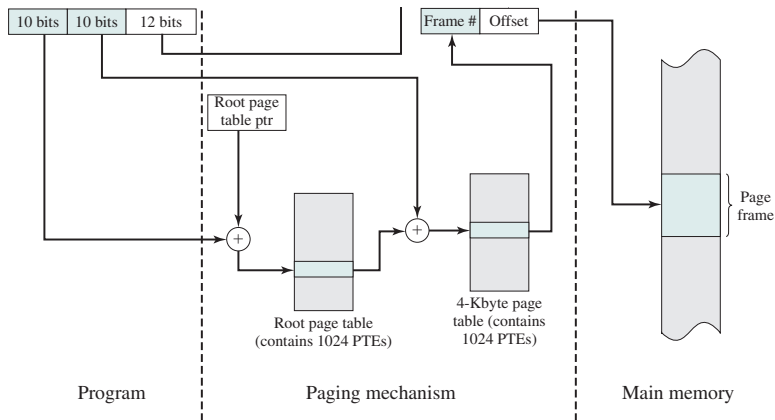 10 bits 10 bits 12 bits
Frame # Offset
Root page
table ptr
+
+
Page
frame
Root page table
(contains 1024 PTEs)
4-Kbyte page
table (contains
1024 PTEs)
Program
Paging mechanism
Main memory